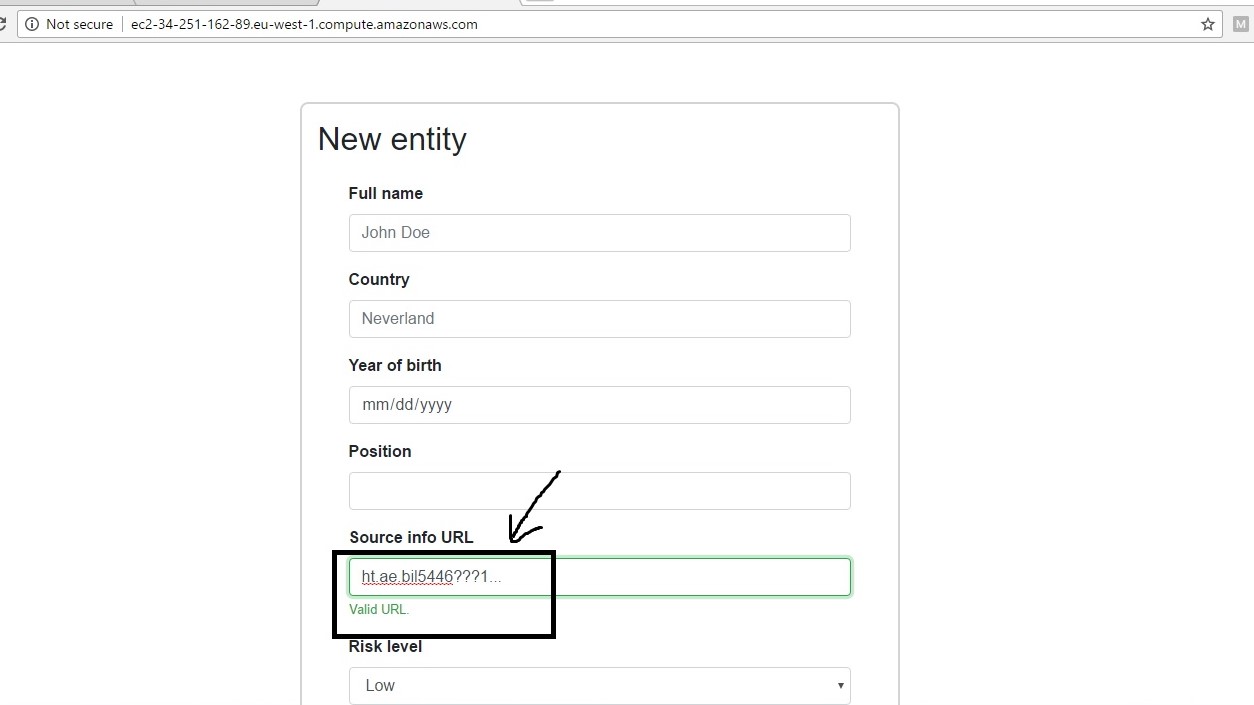 Not secure ec2-34-251-162-89.eu-west-1.compute.amazonaws.com
M
New entity
Full name
John Doe
Country
Neverland
Year of birth
mm/dd/yyyy
Position
Source info URL
ht.ae.bil5446???1...
Valid URL.
Risk level
Low